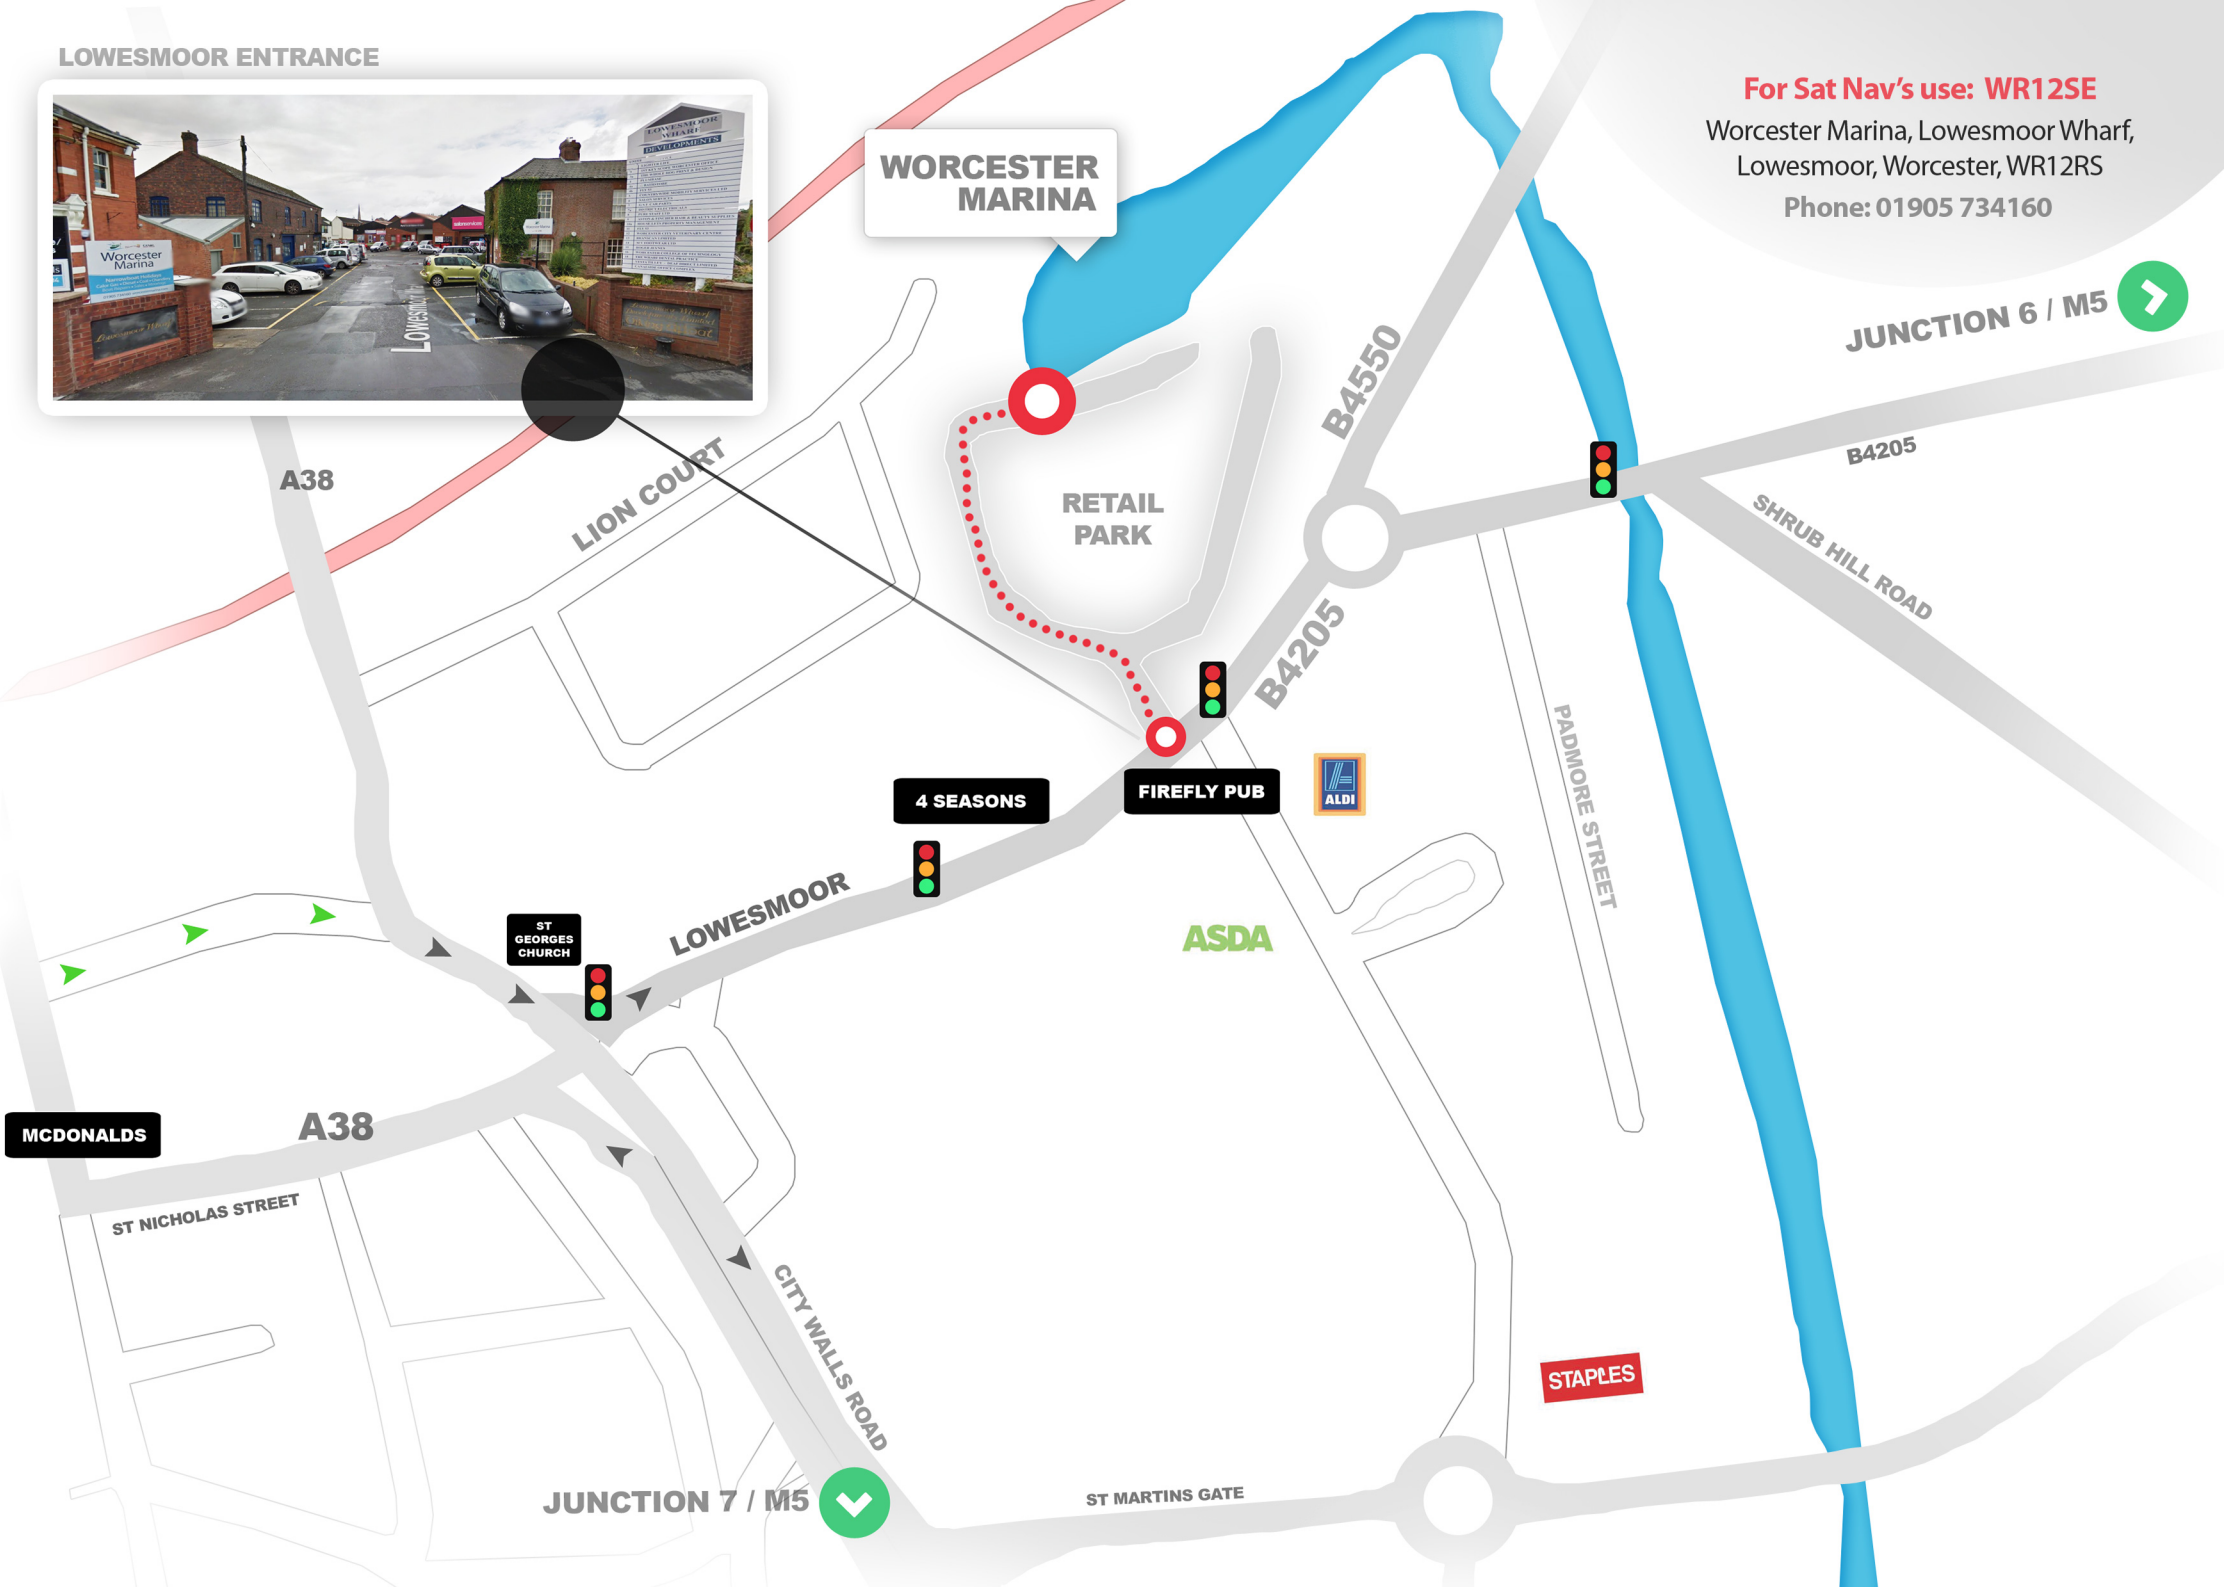 LOWESMOOR ENTRANCE
LOWESMOOR
WHARF
DEVELOPMENTS
Worcester
Marina
WORCESTER
MARINA
For Sat Nav's use: WR12SE
Worcester Marina, Lowesmoor Wharf,
Lowesmoor, Worcester, WR12RS
Phone: 01905 734160
JUNCTION 6 / M5
B4550
A38
LION COURT
RETAIL
PARK
B4205
SHRUB HILL ROAD
B4205
PADMORE STREET
4 SEASONS
FIREFLY PUB
ALDI
LOWESMOOR
ST
GEORGES
CHURCH
ASDA
MCDONALDS
A38
ST NICHOLAS STREET
CITY WALLS ROAD
STAPLES
JUNCTION 7 / M5
ST MARTINS GATE